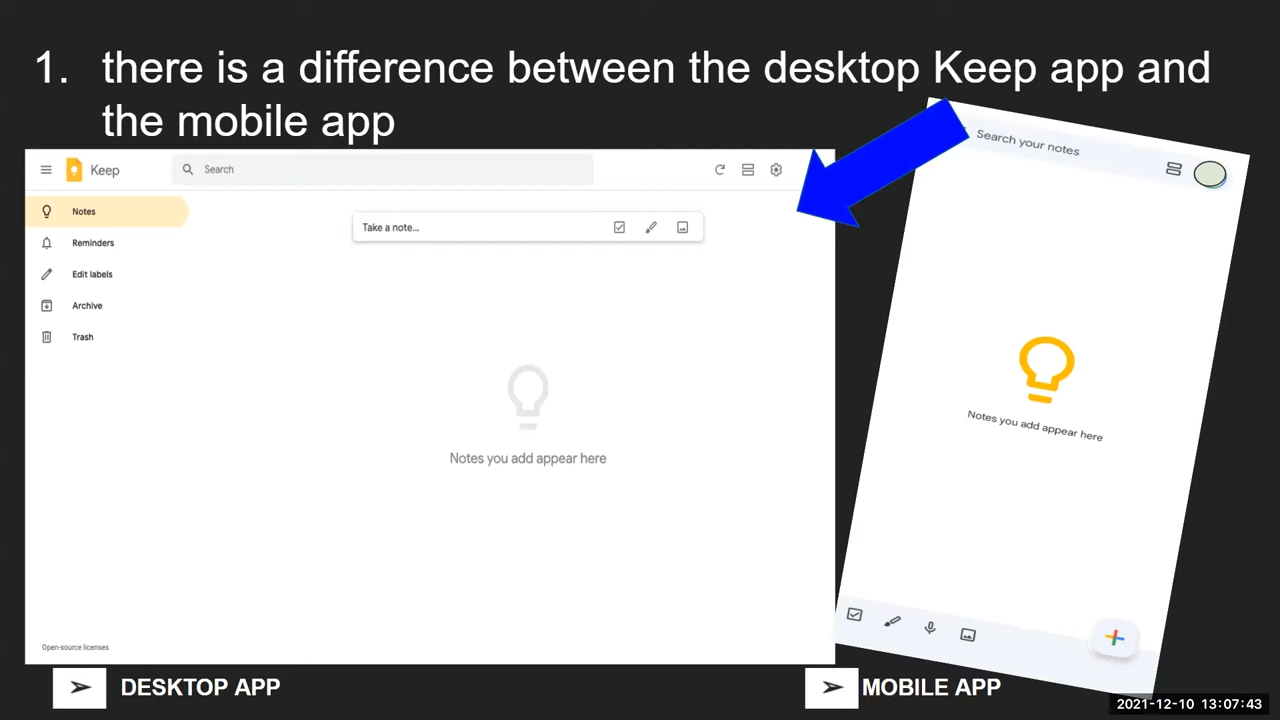 1. there is a difference between the desktop Keep app and
the mobile app
Keep
Search
Notes
Reminders
Edit labels
Archive
Trash
Take a note...
Notes you add appear here
Open-source licenses
Search your notes
Notes you add appear here
DESKTOP APP
MOBILE APP
2021-12-10 13:07:43